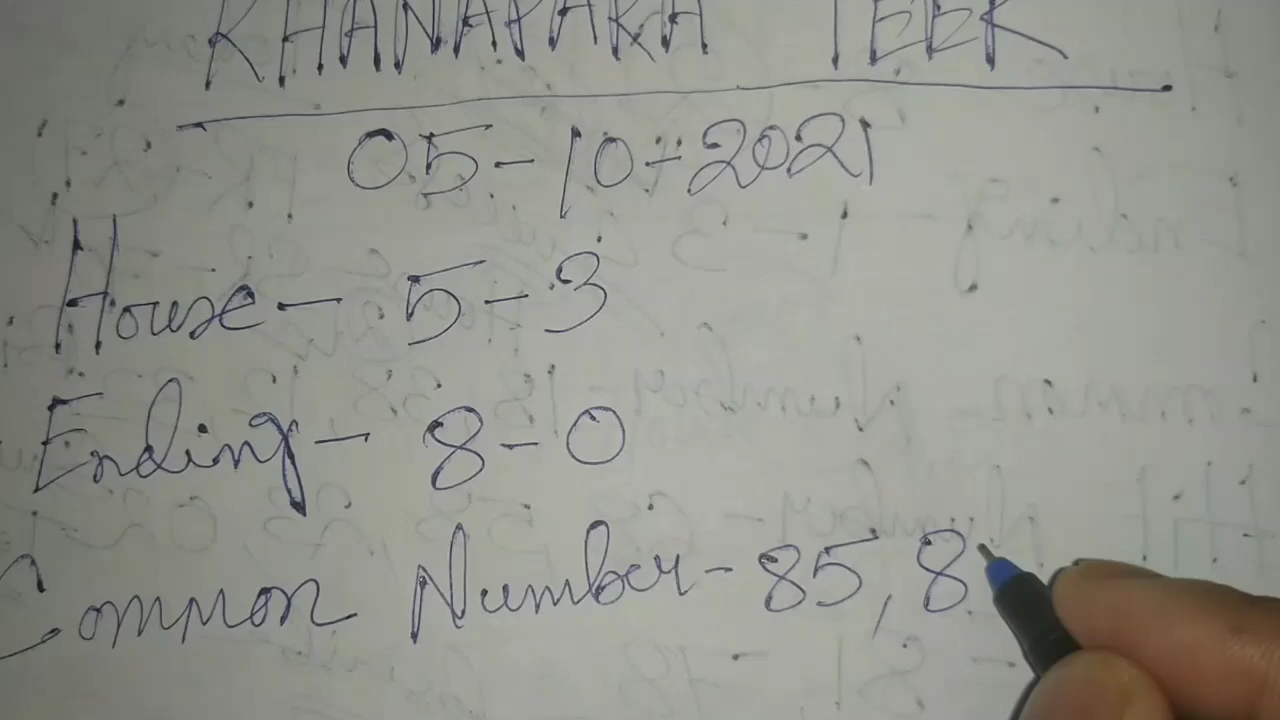 KHANAPARA TEER
05-10-2021
House - 5-3
Ending - 8-0
Common Number - 85, 8